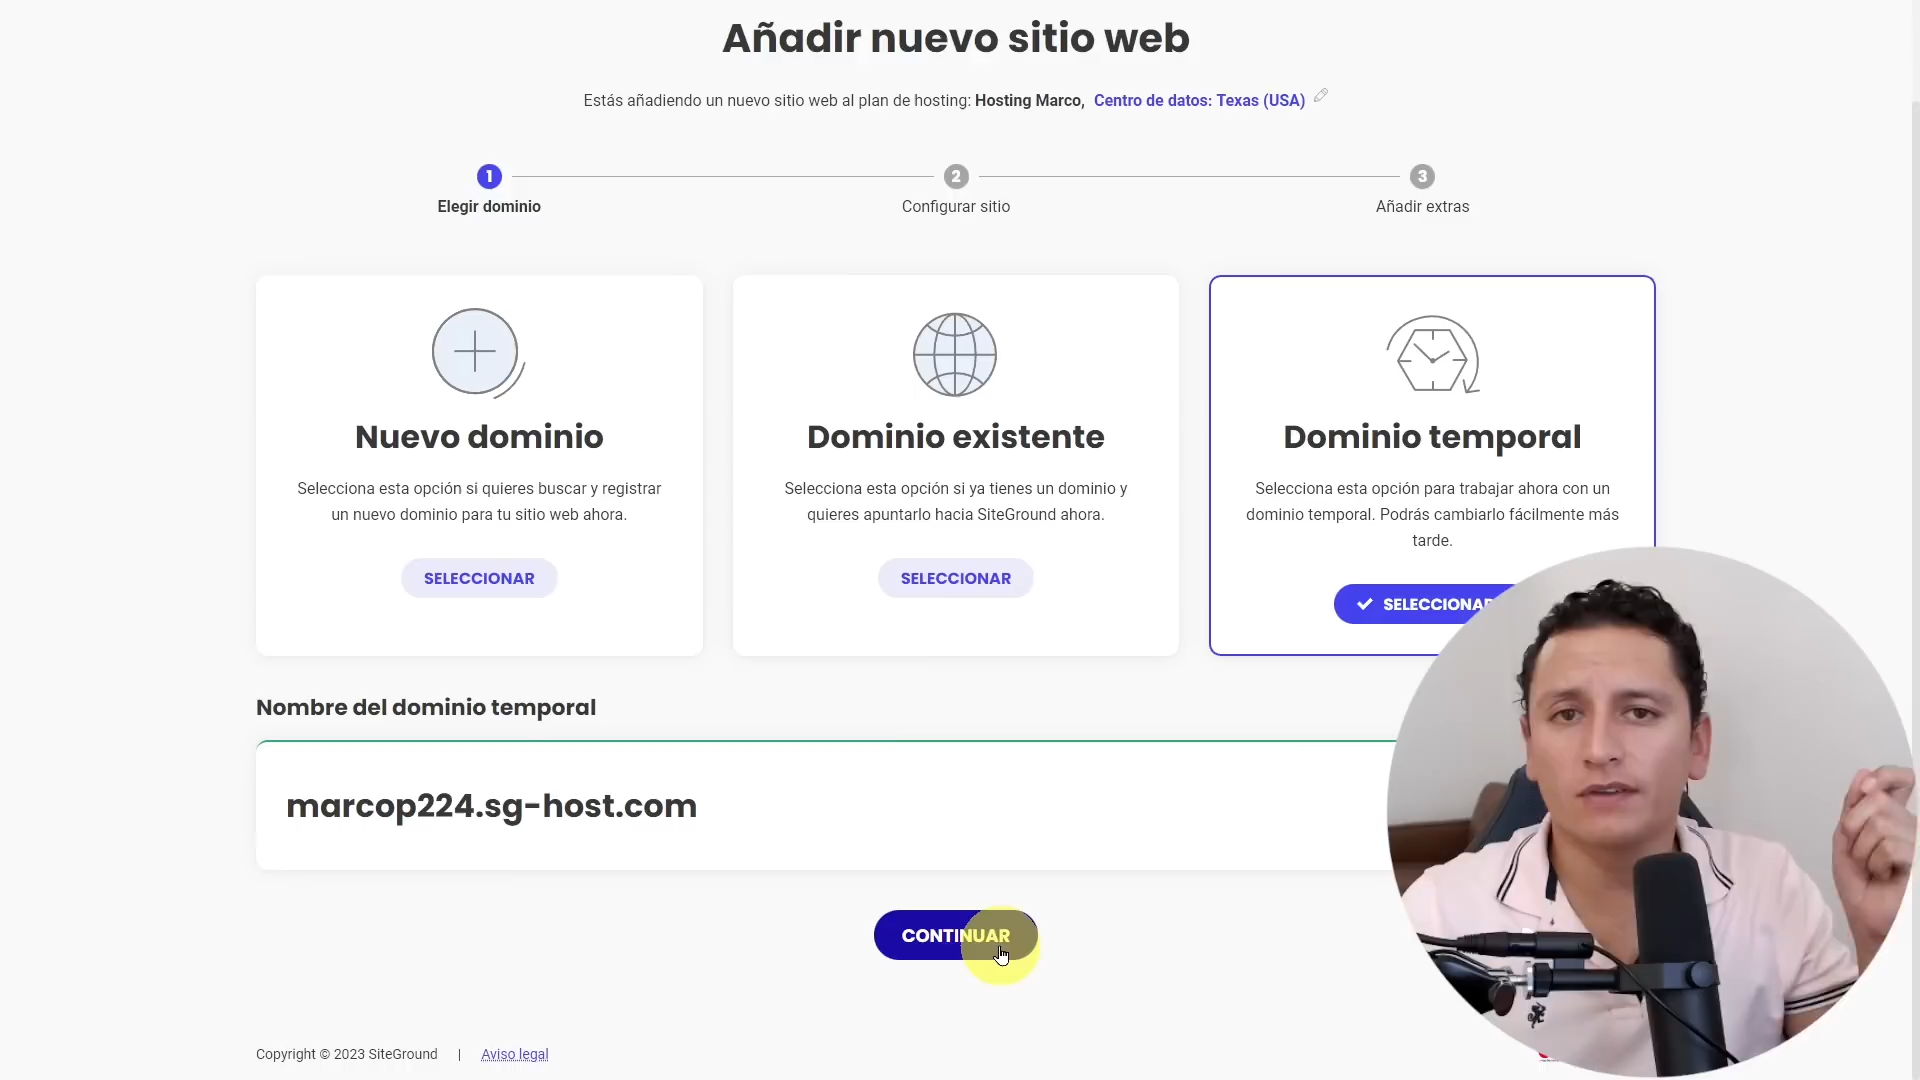 Añadir nuevo sitio web
Estás añadiendo un nuevo sitio web al plan de hosting: Hosting Marco, Centro de datos: Texas (USA)
1
2
3
Elegir dominio
Configurar sitio
Añadir extras
Nuevo dominio
Selecciona esta opción si quieres buscar y registrar
un nuevo dominio para tu sitio web ahora.
SELECCIONAR
Dominio existente
Selecciona esta opción si ya tienes un dominio y
quieres apuntarlo hacia SiteGround ahora.
SELECCIONAR
Dominio temporal
Selecciona esta opción para trabajar ahora con un
dominio temporal. Podrás cambiarlo fácilmente más
tarde.
SELECCIONAR
Nombre del dominio temporal
marcop224.sg-host.com
CONTINUAR
Copyright © 2023 SiteGround | Aviso legal